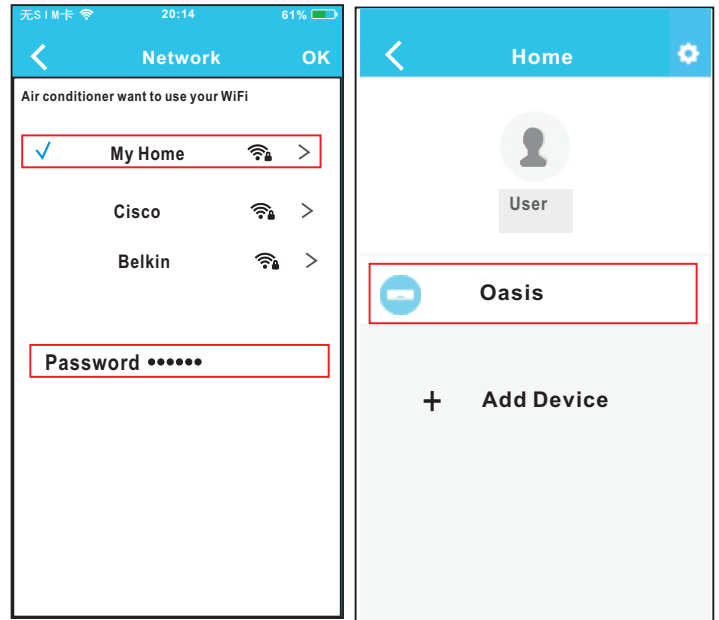 无SIM卡 20:14 61%
Network OK
Air conditioner want to use your WiFi
My Home
Cisco
Belkin
Password ••••••
Home
User
Oasis
+ Add Device